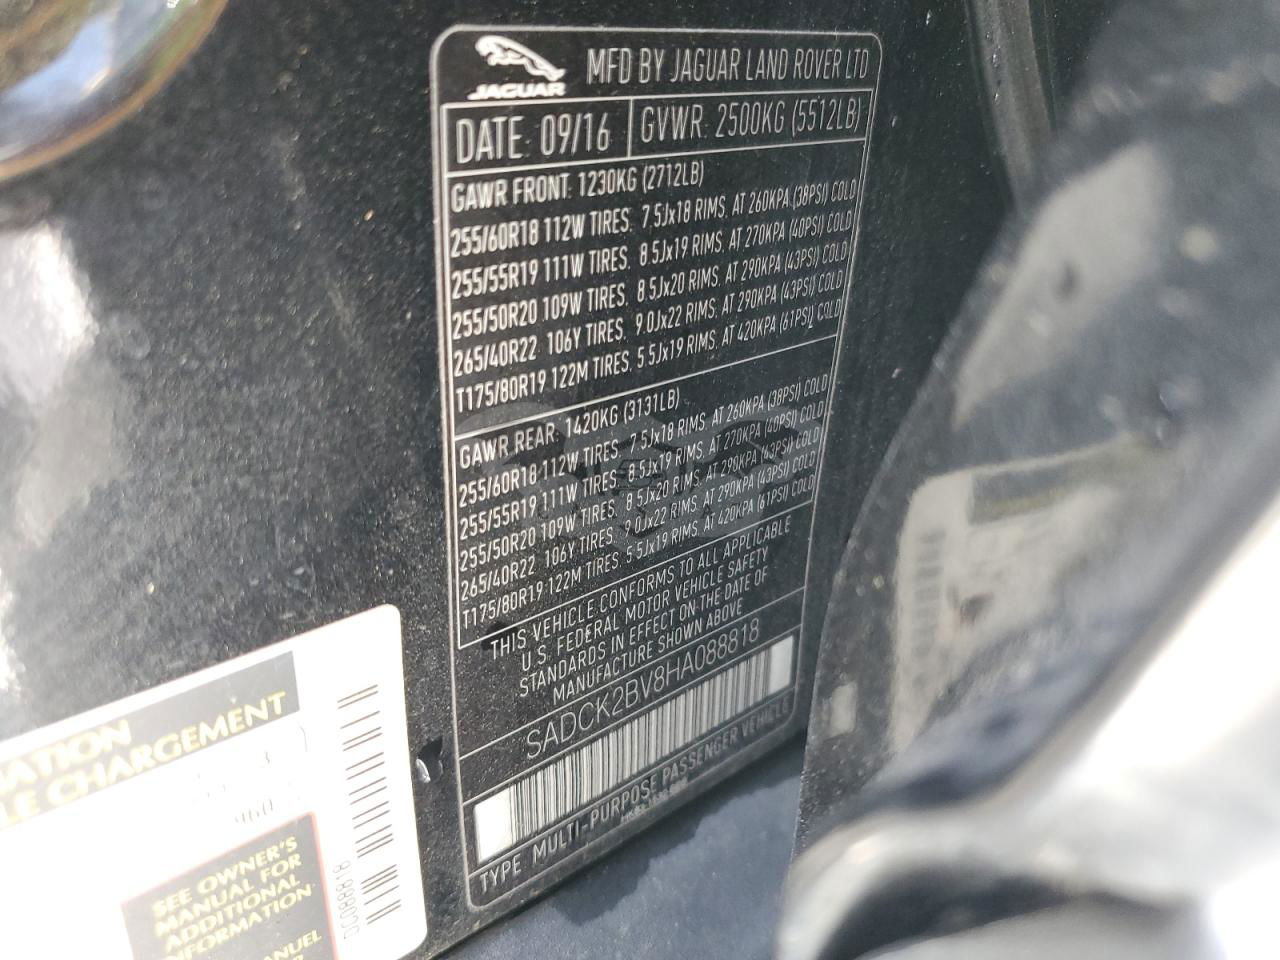 JAGUAR
MFD BY JAGUAR LAND ROVER LTD
DATE: 09/16 GVWR: 2500KG (5512LB)
GAWR FRONT: 1230KG (2712LB)
255/60R18 112W TIRES, 7.5Jx18 RIMS, AT 260KPA (38PSI) COLD
255/55R19 111W TIRES, 8.5Jx19 RIMS, AT 270KPA (40PSI) COLD
255/50R20 109W TIRES, 8.5Jx20 RIMS, AT 290KPA (43PSI) COLD
265/40R22 106Y TIRES, 9.0Jx22 RIMS, AT 290KPA (43PSI) COLD
T175/80R19 122M TIRES, 5.5Jx19 RIMS, AT 420KPA (61PSI) COLD
GAWR REAR: 1420KG (3131LB)
255/60R18 112W TIRES, 7.5Jx18 RIMS, AT 260KPA (38PSI) COLD
255/55R19 111W TIRES, 8.5Jx19 RIMS, AT 270KPA (40PSI) COLD
255/50R20 109W TIRES, 8.5Jx20 RIMS, AT 290KPA (43PSI) COLD
265/40R22 106Y TIRES, 9.0Jx22 RIMS, AT 290KPA (43PSI) COLD
T175/80R19 122M TIRES, 5.5Jx19 RIMS, AT 420KPA (61PSI) COLD
THIS VEHICLE CONFORMS TO ALL APPLICABLE
U.S. FEDERAL MOTOR VEHICLE SAFETY
STANDARDS IN EFFECT ON THE DATE OF
MANUFACTURE SHOWN ABOVE
SADCK2BV8HA088818
TYPE MULTI-PURPOSE PASSENGER VEHICLE
CHARGEMENT
960
SEE OWNER'S
MANUAL FOR
ADDITIONAL
INFORMATION
DC088818